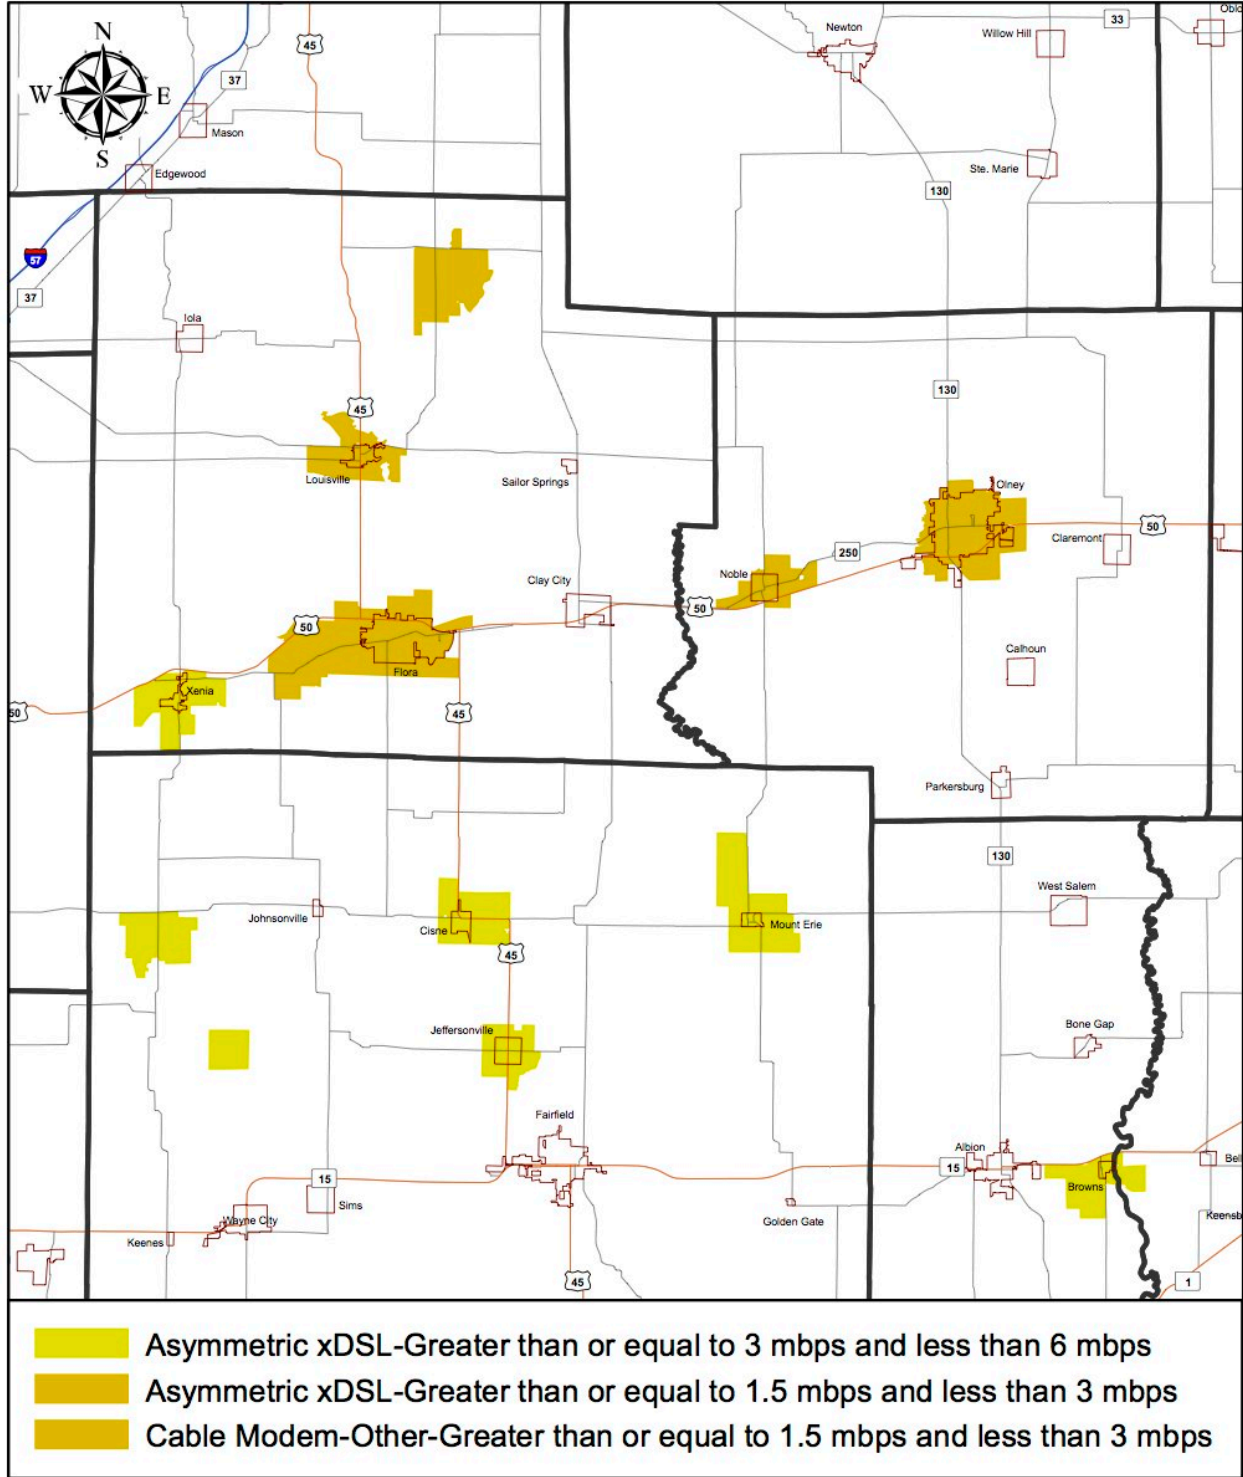 N
W E
S
45
Newton
33
Willow Hill
Oblo
37
Mason
Edgewood
Ste. Marie
130
57
37
Iola
45
130
Louisville
Sailor Springs
Olney
50
Claremont
250
Noble
Clay City
50
50
Calhoun
Flora
Xenia
50
45
Parkersburg
130
West Salem
Johnsonville
Cisne
Mount Erie
45
Jeffersonville
Bone Gap
Fairfield
Albion
15
Bel
15
Browns
Sims
Wayne City
Golden Gate
Keensb
Keenes
45
1
Asymmetric xDSL-Greater than or equal to 3 mbps and less than 6 mbps
Asymmetric xDSL-Greater than or equal to 1.5 mbps and less than 3 mbps
Cable Modem-Other-Greater than or equal to 1.5 mbps and less than 3 mbps